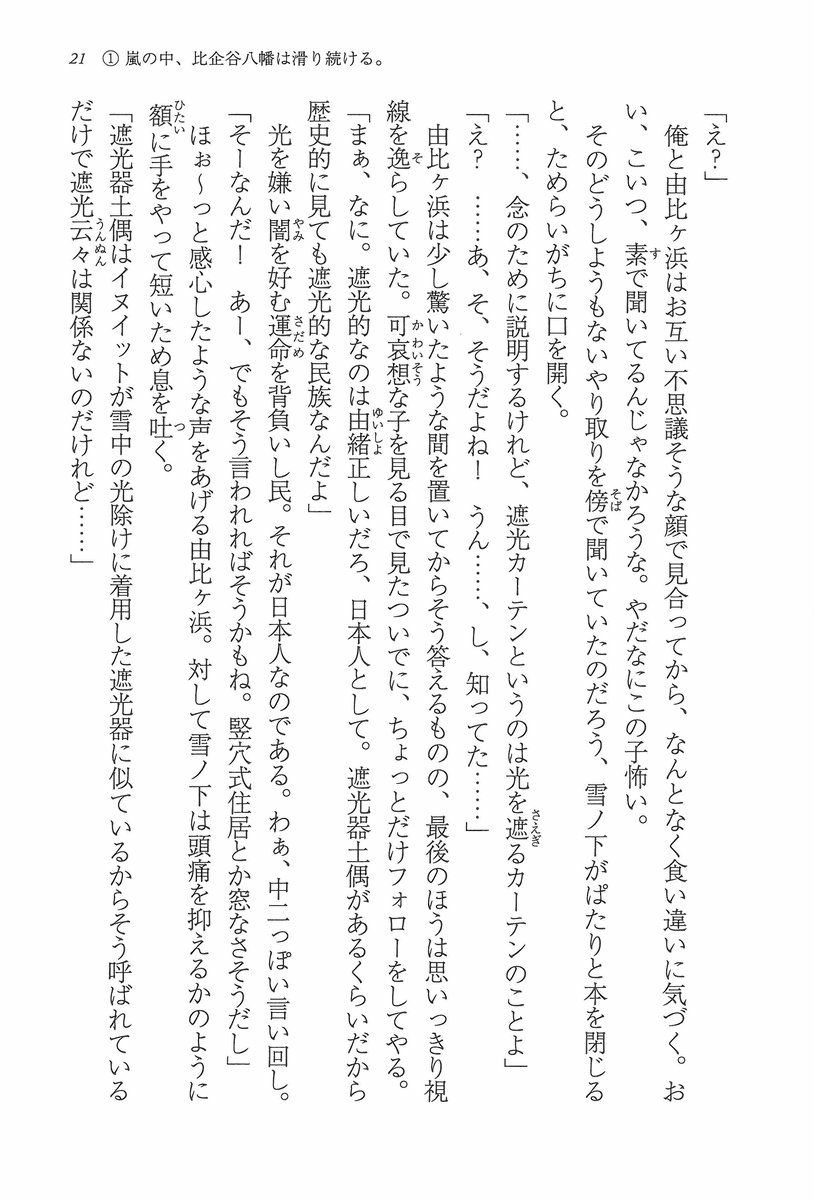 21　① 嵐の中、比企谷八幡は滑り続ける。
「え？」
　俺と由比ヶ浜はお互い不思議そうな顔で見合ってから、なんとなく食い違いに気づく。お
い、こいつ、素で聞いてるんじゃなかろうな。やだなにこの子怖い。
　そのどうしようもないやり取りを傍で聞いていたのだろう、雪ノ下がぱたりと本を閉じる
と、ためらいがちに口を開く。
「……、念のために説明するけれど、遮光カーテンというのは光を遮るカーテンのことよ」
「え？　……あ、そ、そうだよね！　うん……、し、知ってた……」
　由比ヶ浜は少し驚いたような間を置いてからそう答えるものの、最後のほうは思いっきり視
線を逸らしていた。可哀想な子を見る目で見たついでに、ちょっとだけフォローをしてやる。
「まぁ、なに。遮光的なのは由緒正しいだろ、日本人として。遮光器土偶があるくらいだから
歴史的に見ても遮光的な民族なんだよ」
　光を嫌い闇を好む運命を背負いし民。それが日本人なのである。わぁ、中二っぽい言い回し。
「そーなんだ！　あー、でもそう言われればそうかもね。竪穴式住居とか窓なさそうだし」
　ほぉ〜っと感心したような声をあげる由比ヶ浜。対して雪ノ下は頭痛を抑えるかのように
額に手をやって短いため息を吐く。
「遮光器土偶はイヌイットが雪中の光除けに着用した遮光器に似ているからそう呼ばれている
だけで遮光云々は関係ないのだけれど……」